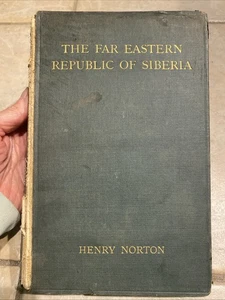 THE FAR EASTERN
REPUBLIC OF SIBERIA
HENRY NORTON